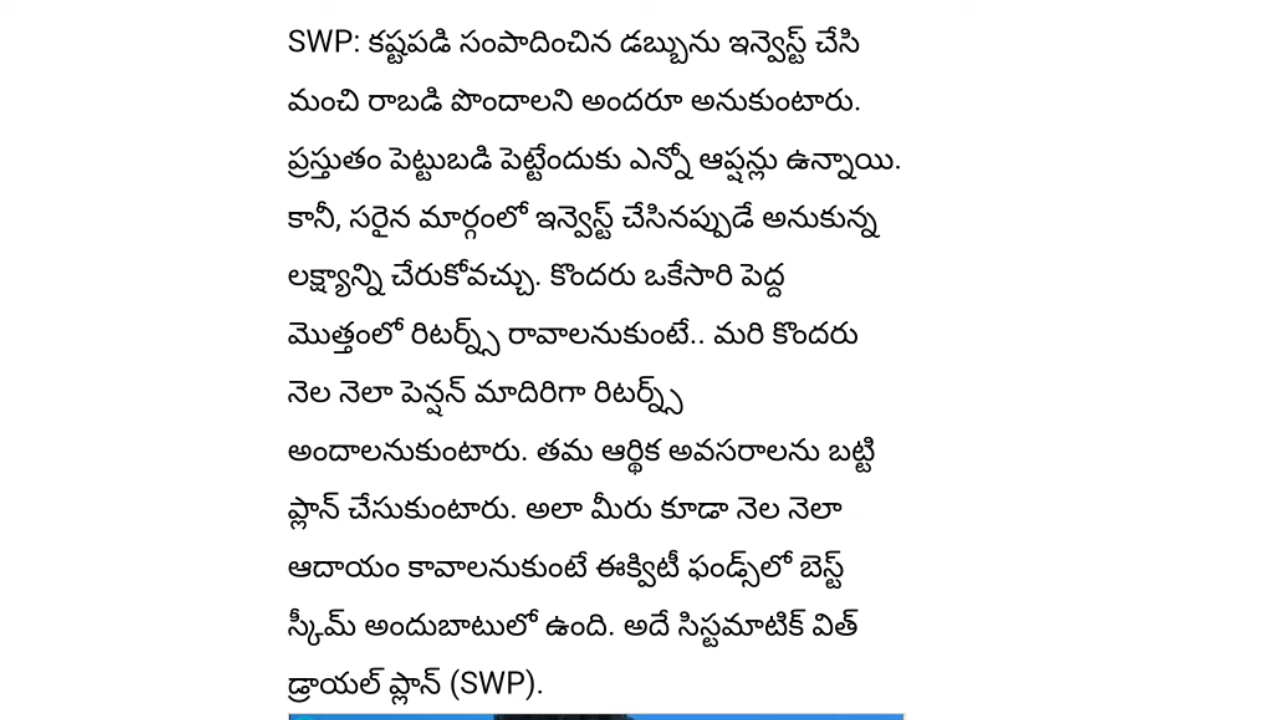 SWP: కష్టపడి సంపాదించిన డబ్బును ఇన్వెస్ట్ చేసి
మంచి రాబడి పొందాలని అందరూ అనుకుంటారు.
ప్రస్తుతం పెట్టుబడి పెట్టేందుకు ఎన్నో ఆప్షన్లు ఉన్నాయి.
కానీ, సరైన మార్గంలో ఇన్వెస్ట్ చేసినప్పుడే అనుకున్న
లక్ష్యాన్ని చేరుకోవచ్చు. కొందరు ఒకేసారి పెద్ద
మొత్తంలో రిటర్న్స్ రావాలనుకుంటే.. మరి కొందరు
నెల నెలా పెన్షన్ మాదిరిగా రిటర్న్స్
అందాలనుకుంటారు. తమ ఆర్థిక అవసరాలను బట్టి
ప్లాన్ చేసుకుంటారు. అలా మీరు కూడా నెల నెలా
ఆదాయం కావాలనుకుంటే ఈక్విటీ ఫండ్స్‌లో బెస్ట్
స్కీమ్ అందుబాటులో ఉంది. అదే సిస్టమాటిక్ విత్
డ్రాయల్ ప్లాన్ (SWP).